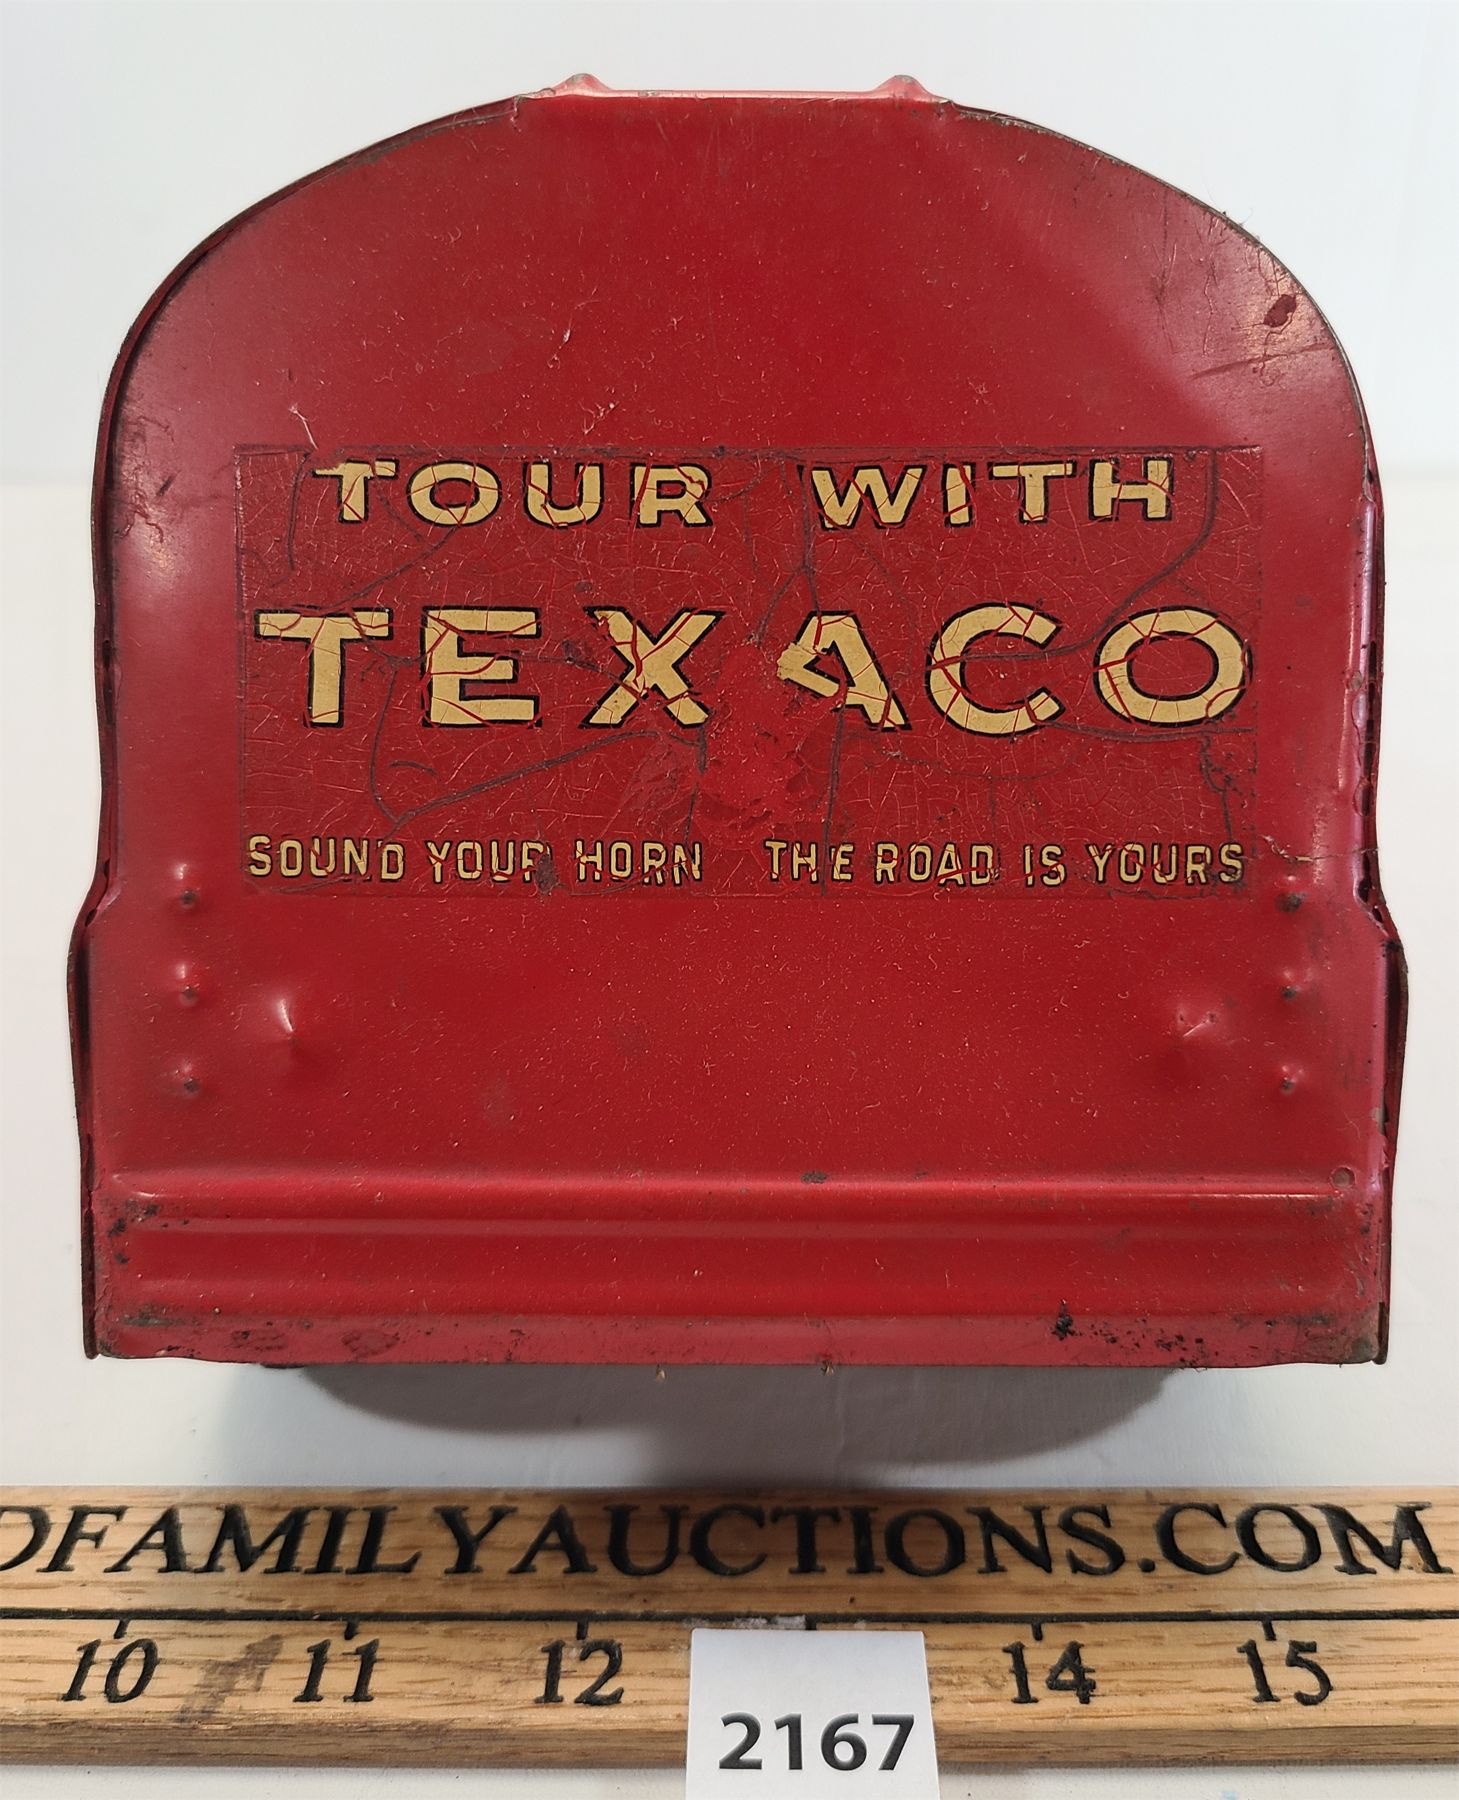 TOUR WITH
TEXACO
SOUND YOUR HORN THE ROAD IS YOURS
DFAMILYAUCTIONS.COM
10 11 12 14 15
2167